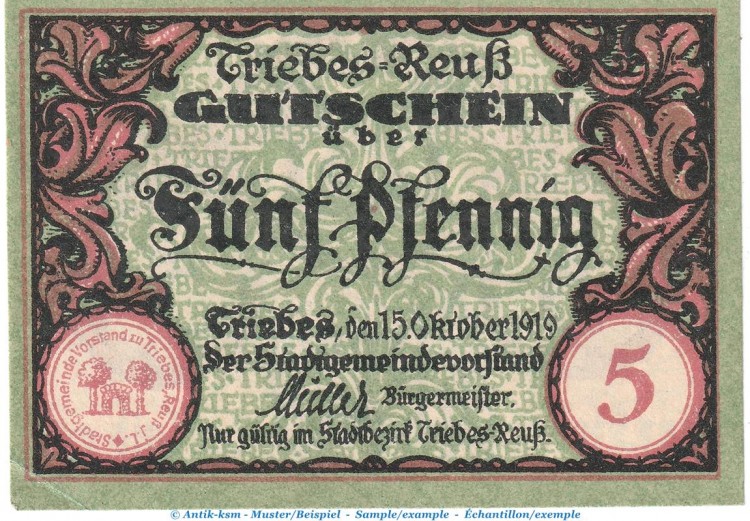 Triebes-Reuß
GUTSCHEIN
über
Fünf Pfennig
Triebes, den 15. Oktober 1919
Der Stadtgemeindevorstand
Müller Bürgermeister.
Nur gültig im Stadtbezirk Triebes-Reuß.
Stadtgemeindevorstand zu Triebes, Reuß J. L.
5
© Antik-ksm - Muster/Beispiel - Sample/example - Échantillon/exemple